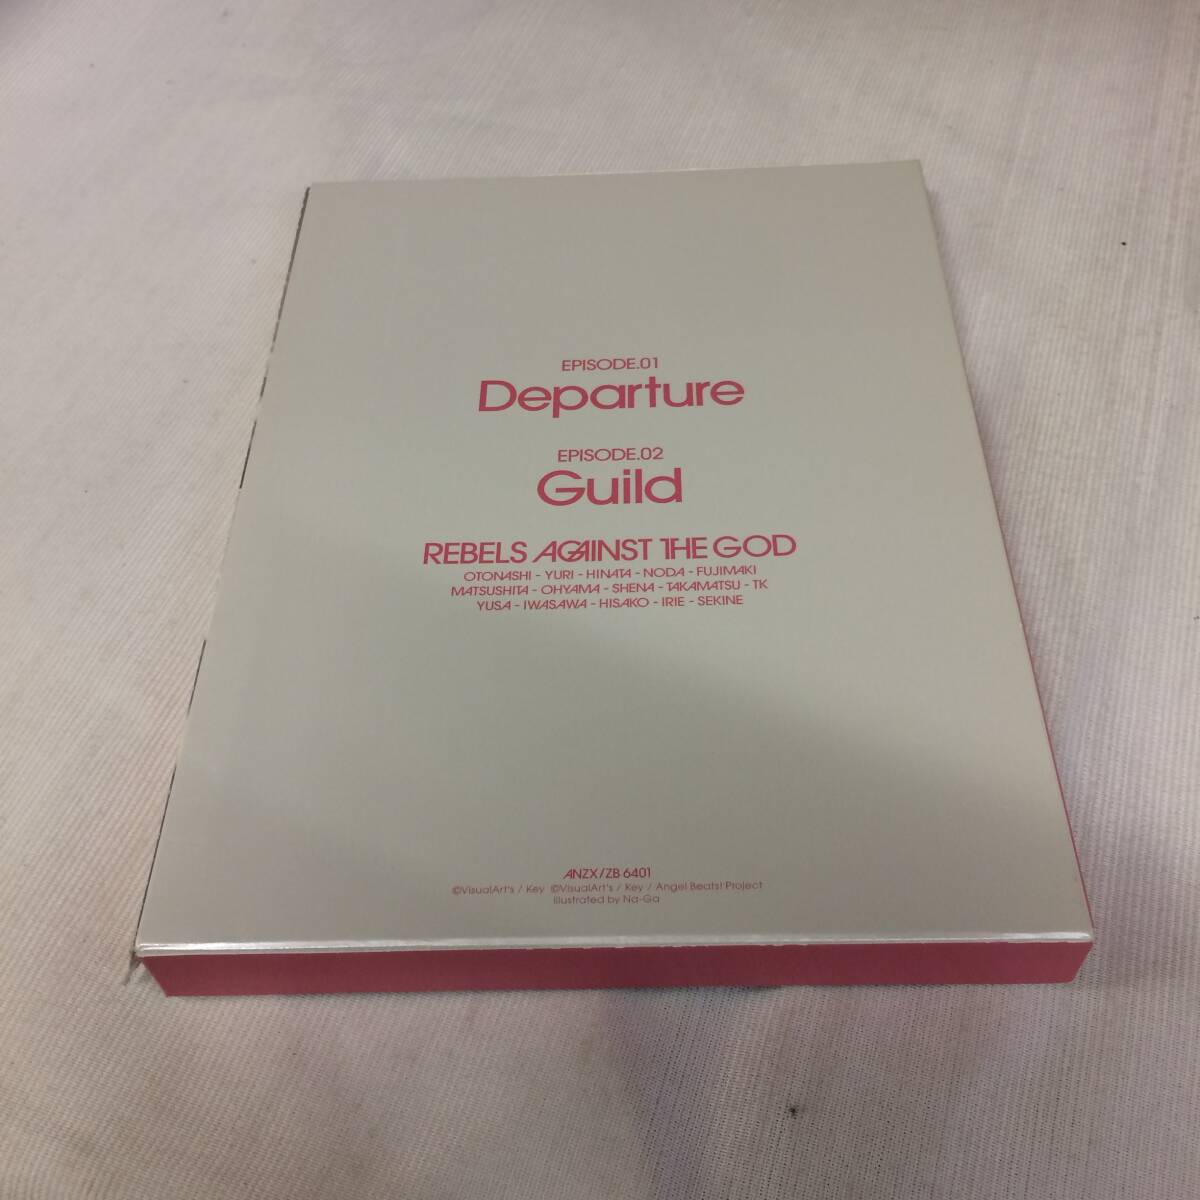 EPISODE.01
Departure
EPISODE.02
Guild
REBELS AGAINST THE GOD
OTONASHI - YURI - HINATA - NODA - FUJIMAKI
MATSUSHITA - OHYAMA - SHENA - TAKAMATSU - TK
YUSA - IWASAWA - HISAKO - IRIE - SEKINE
ANZX/ZB 6401
©VisualArt's / Key ©VisualArt's / Key / Angel Beats! Project
illustrated by Na-Ga